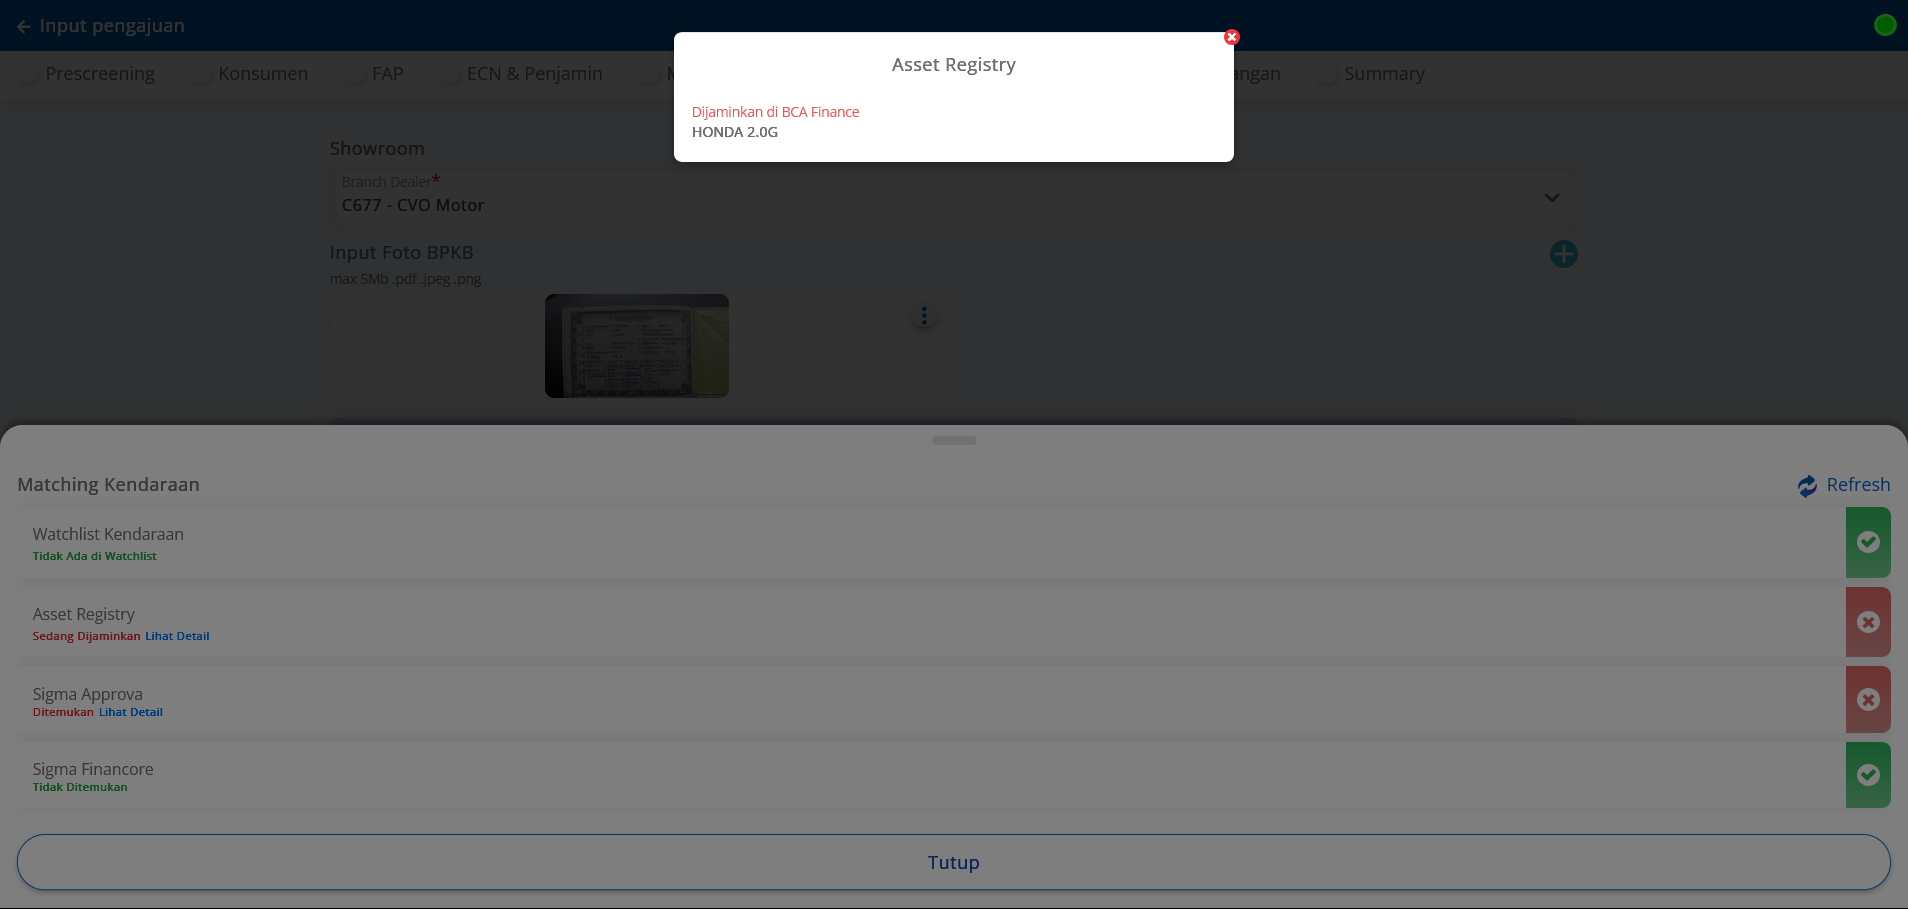 Input pengajuan
Prescreening
Konsumen
FAP
ECN & Penjamin
Summary
Asset Registry
Dijaminkan di BCA Finance
HONDA 2.0G
Showroom
Branch Dealer*
C677 - CVO Motor
Input Foto BPKB
max 5Mb .pdf .jpeg .png
Matching Kendaraan
Refresh
Watchlist Kendaraan
Tidak Ada di Watchlist
Asset Registry
Sedang Dijaminkan Lihat Detail
Sigma Approva
Ditemukan Lihat Detail
Sigma Financore
Tidak Ditemukan
Tutup